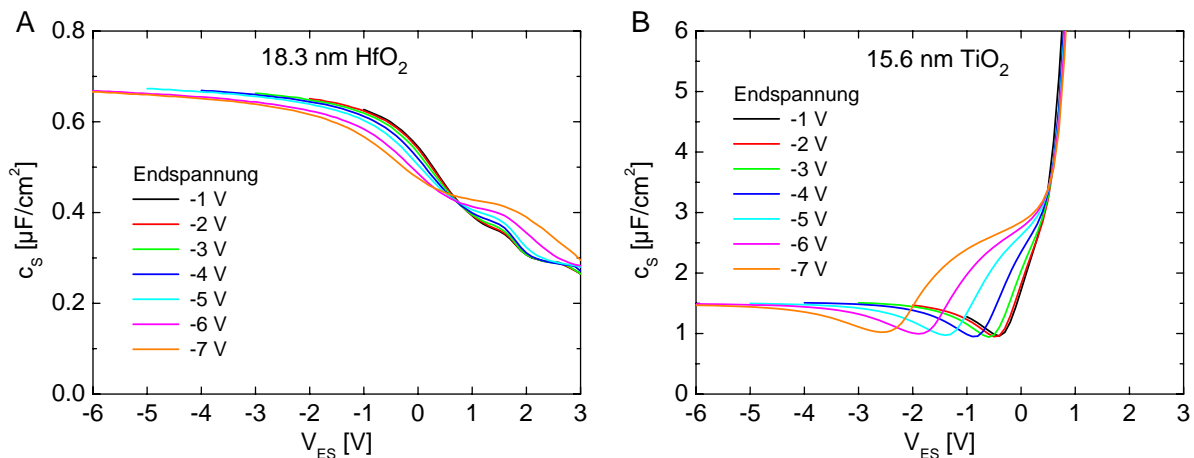 A
18.3 nm HfO₂
c_S [µF/cm²]
0.8
0.6
0.4
0.2
0.0
Endspannung
-1 V
-2 V
-3 V
-4 V
-5 V
-6 V
-7 V
-6 -5 -4 -3 -2 -1 0 1 2 3
V_ES [V]
B
15.6 nm TiO₂
c_S [µF/cm²]
6
5
4
3
2
1
0
Endspannung
-1 V
-2 V
-3 V
-4 V
-5 V
-6 V
-7 V
-6 -5 -4 -3 -2 -1 0 1 2 3
V_ES [V]